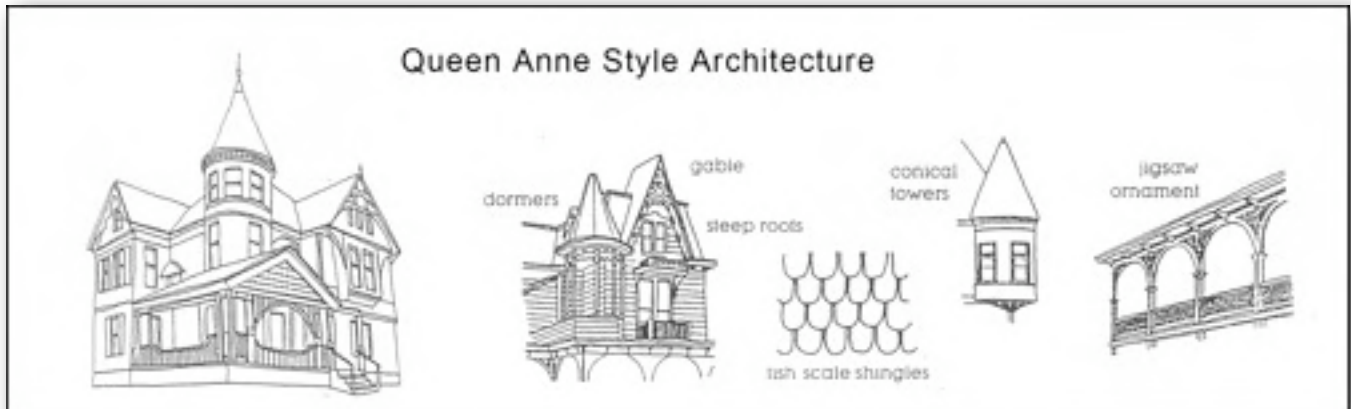 Queen Anne Style Architecture
dormers
gable
steep roofs
fish scale shingles
conical
towers
jigsaw
ornament